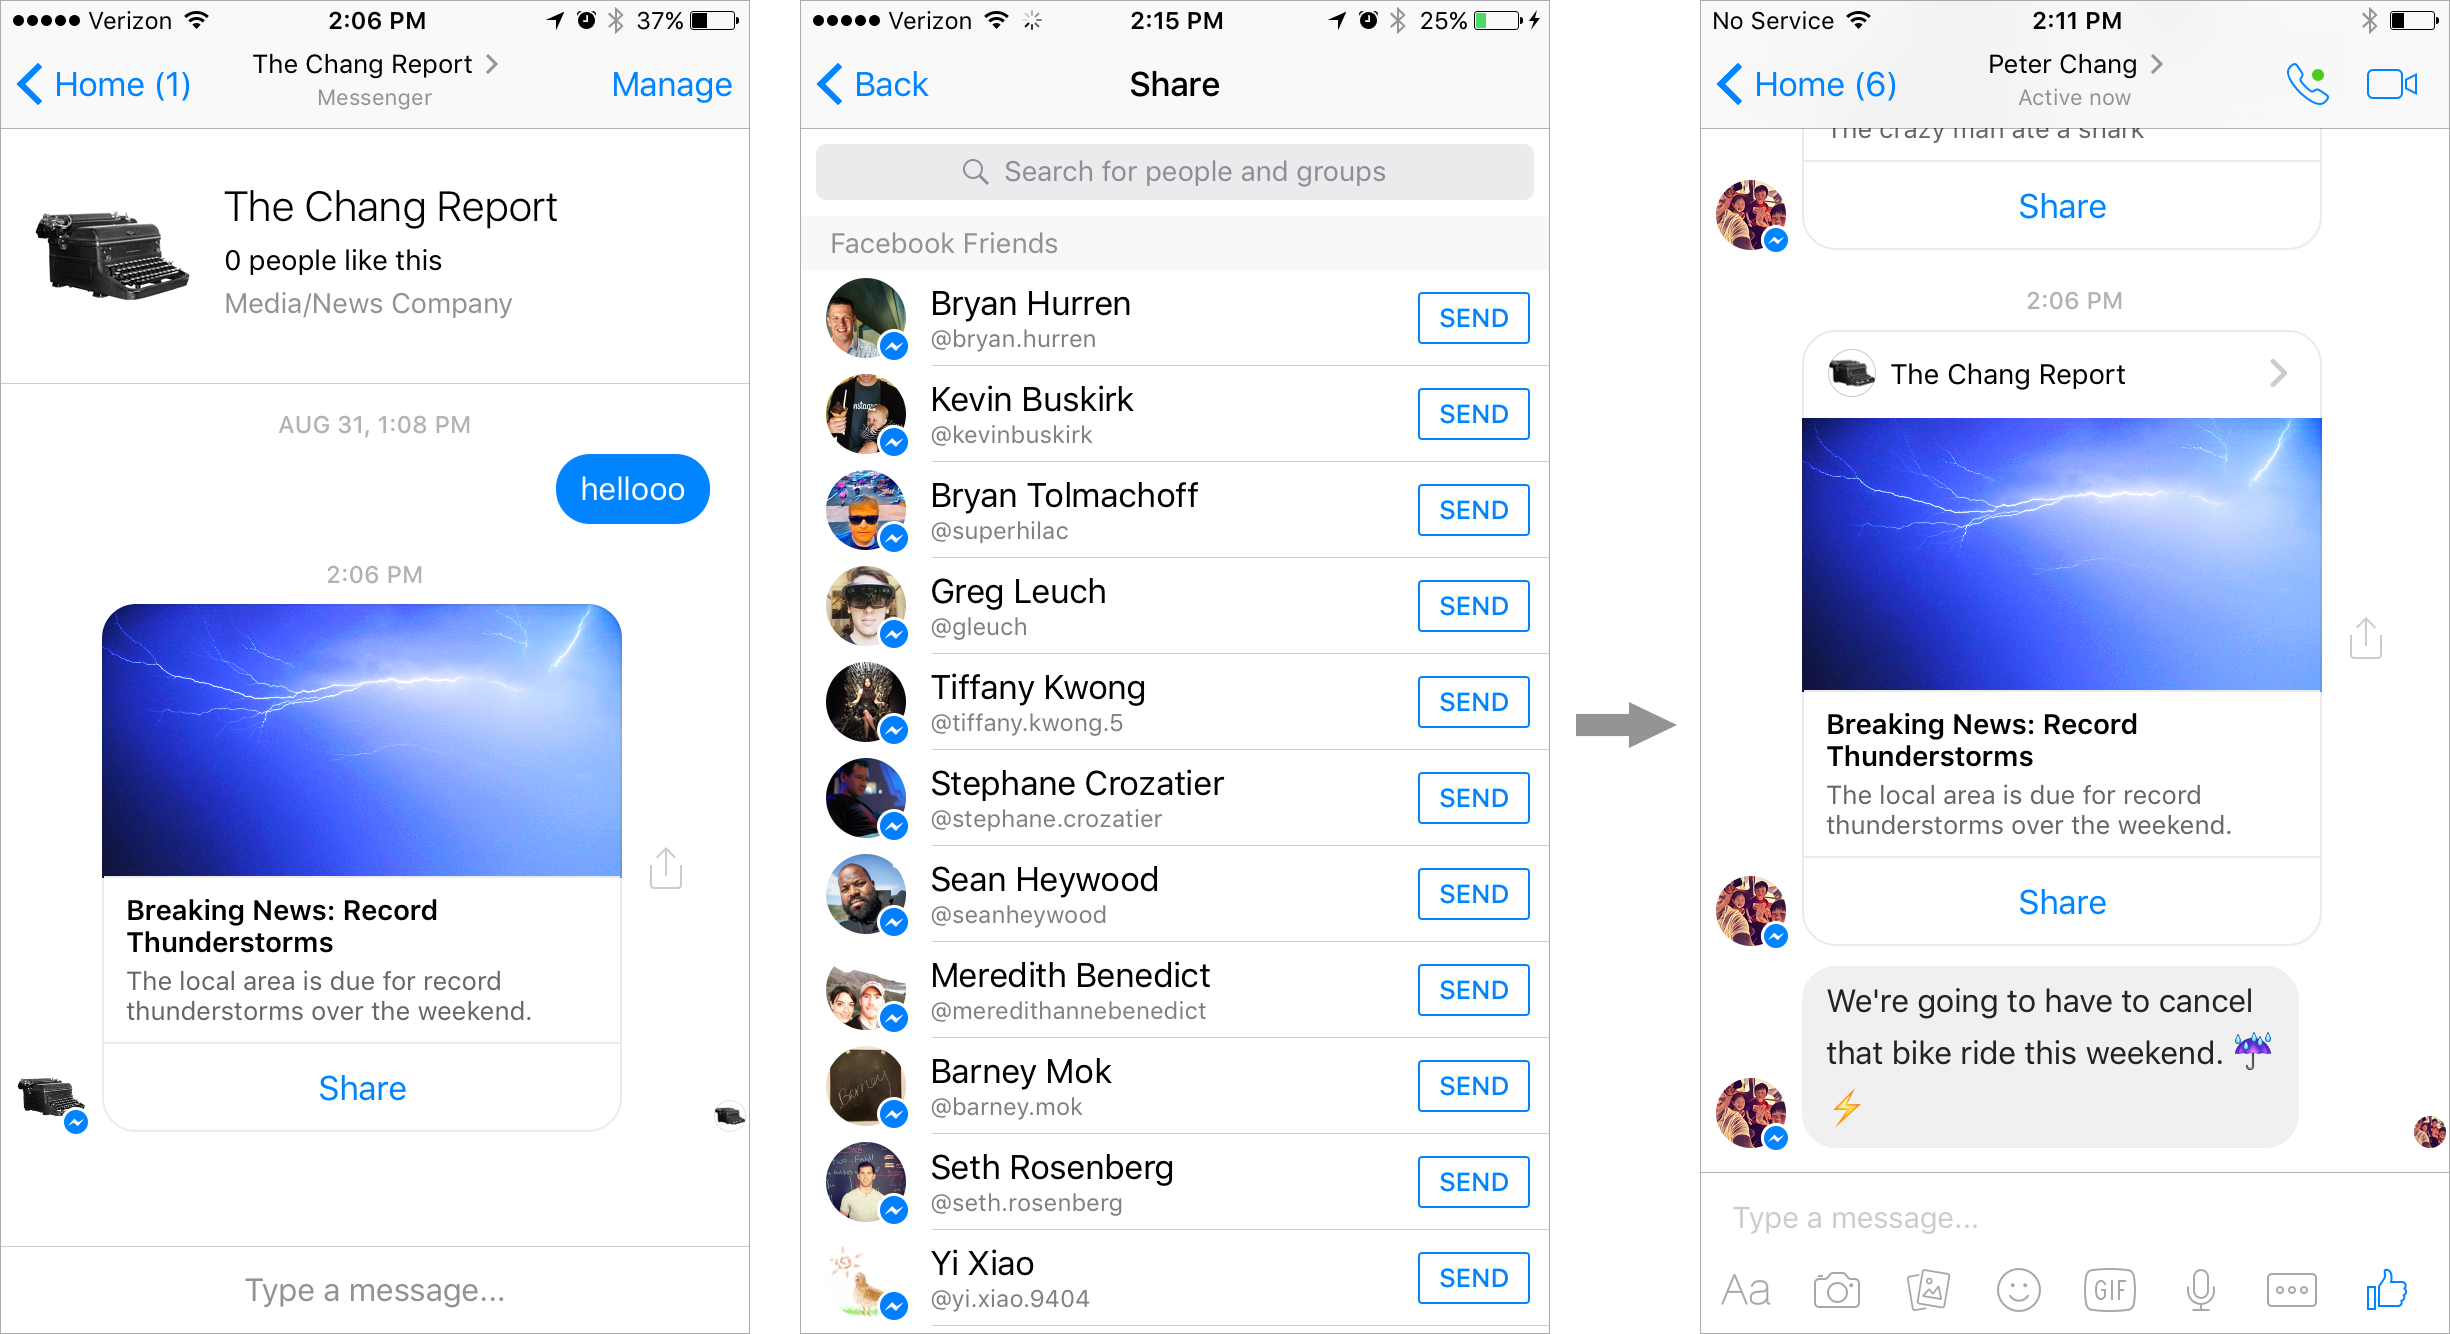 Verizon 2:06 PM 37%
Home (1)
The Chang Report
Messenger
Manage
The Chang Report
0 people like this
Media/News Company
AUG 31, 1:08 PM
hellooo
2:06 PM
Breaking News: Record
Thunderstorms
The local area is due for record
thunderstorms over the weekend.
Share
Type a message...
Verizon 2:15 PM 25%
Back
Share
Search for people and groups
Facebook Friends
Bryan Hurren
@bryan.hurren
SEND
Kevin Buskirk
@kevinbuskirk
SEND
Bryan Tolmachoff
@superhilac
SEND
Greg Leuch
@gleuch
SEND
Tiffany Kwong
@tiffany.kwong.5
SEND
Stephane Crozatier
@stephane.crozatier
SEND
Sean Heywood
@seanheywood
SEND
Meredith Benedict
@meredithannebenedict
SEND
Barney Mok
@barney.mok
SEND
Barney
Seth Rosenberg
@seth.rosenberg
SEND
Yi Xiao
@yi.xiao.9404
SEND
No Service 2:11 PM
Home (6)
Peter Chang
Active now
The crazy man ate a shark
Share
2:06 PM
The Chang Report
Breaking News: Record
Thunderstorms
The local area is due for record
thunderstorms over the weekend.
Share
We're going to have to cancel
that bike ride this weekend. ☔
⚡
Type a message...
Aa
GIF